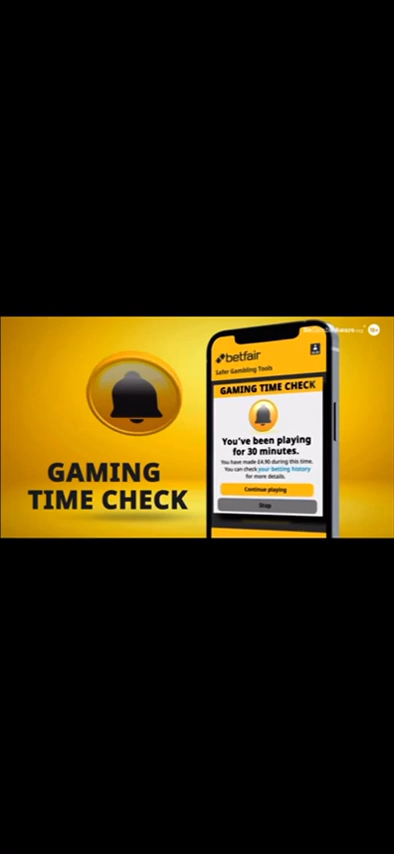 BeGambleAware.org
18+
betfair
Safer Gambling Tools
GAMING TIME CHECK
You've been playing
for 30 minutes.
You have made £4.90 during this time.
You can check your betting history
for more details.
Continue playing
Stop
GAMING
TIME CHECK